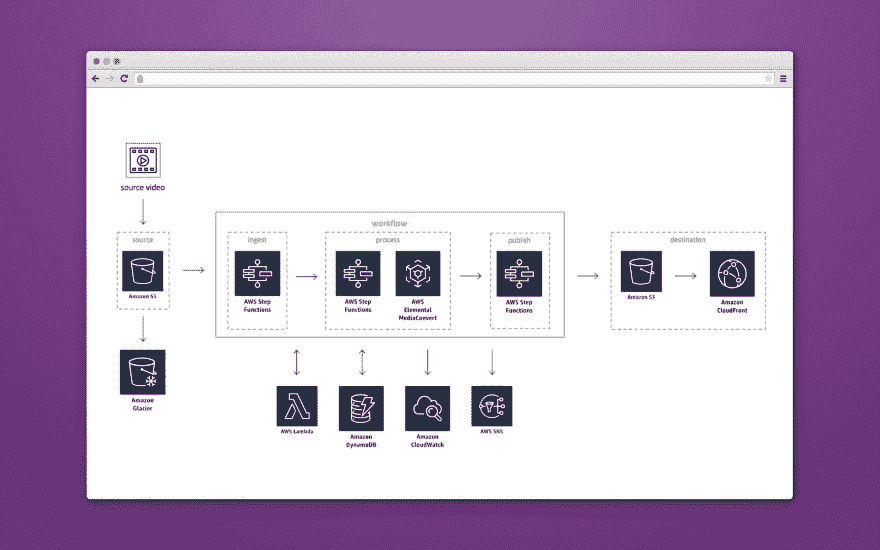 source video
workflow
source
ingest
process
publish
destination
Amazon S3
AWS Step
Functions
AWS Step
Functions
AWS
Elemental
MediaConvert
AWS Step
Functions
Amazon S3
Amazon
CloudFront
Amazon
Glacier
AWS Lambda
Amazon
DynamoDB
Amazon
CloudWatch
AWS SNS